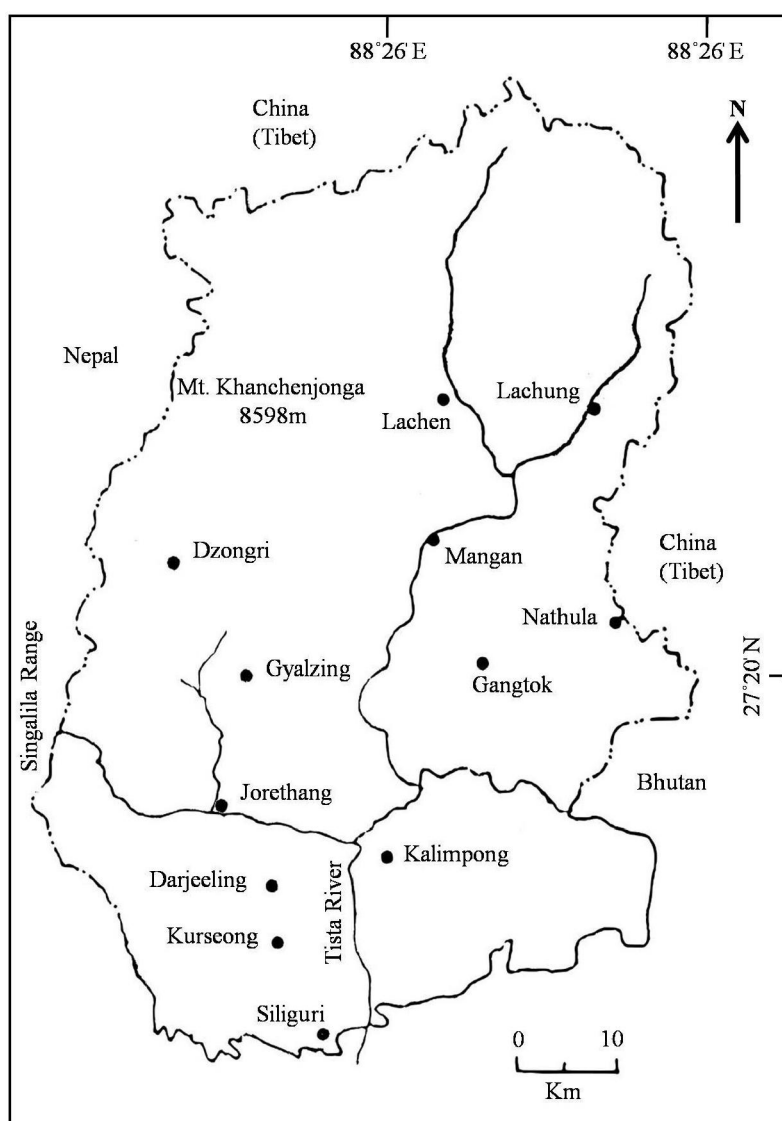 88°26′E
88°26′E
China
(Tibet)
N
Nepal
Mt. Khanchenjonga
8598m
Lachung
Lachen
Dzongri
Mangan
China
(Tibet)
Nathula
Gyalzing
Gangtok
27°20′N
Singalila Range
Bhutan
Jorethang
Kalimpong
Darjeeling
Tista River
Kurseong
Siliguri
0
10
Km